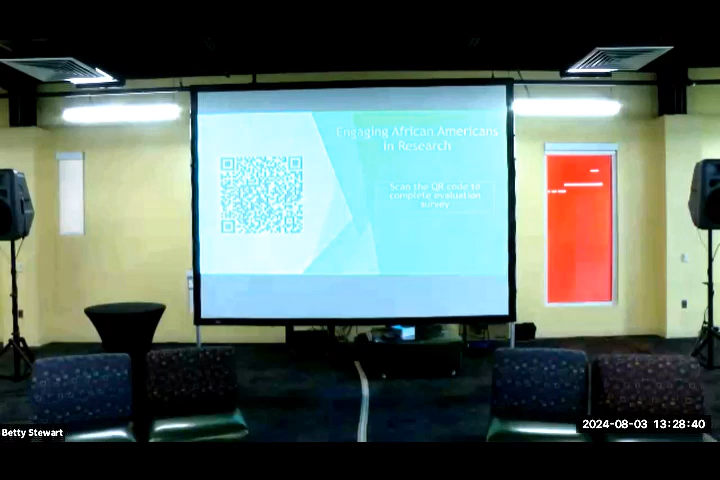 Engaging African Americans
in Research
Scan the QR code to
complete evaluation
survey
Betty Stewart
2024-08-03 13:28:40